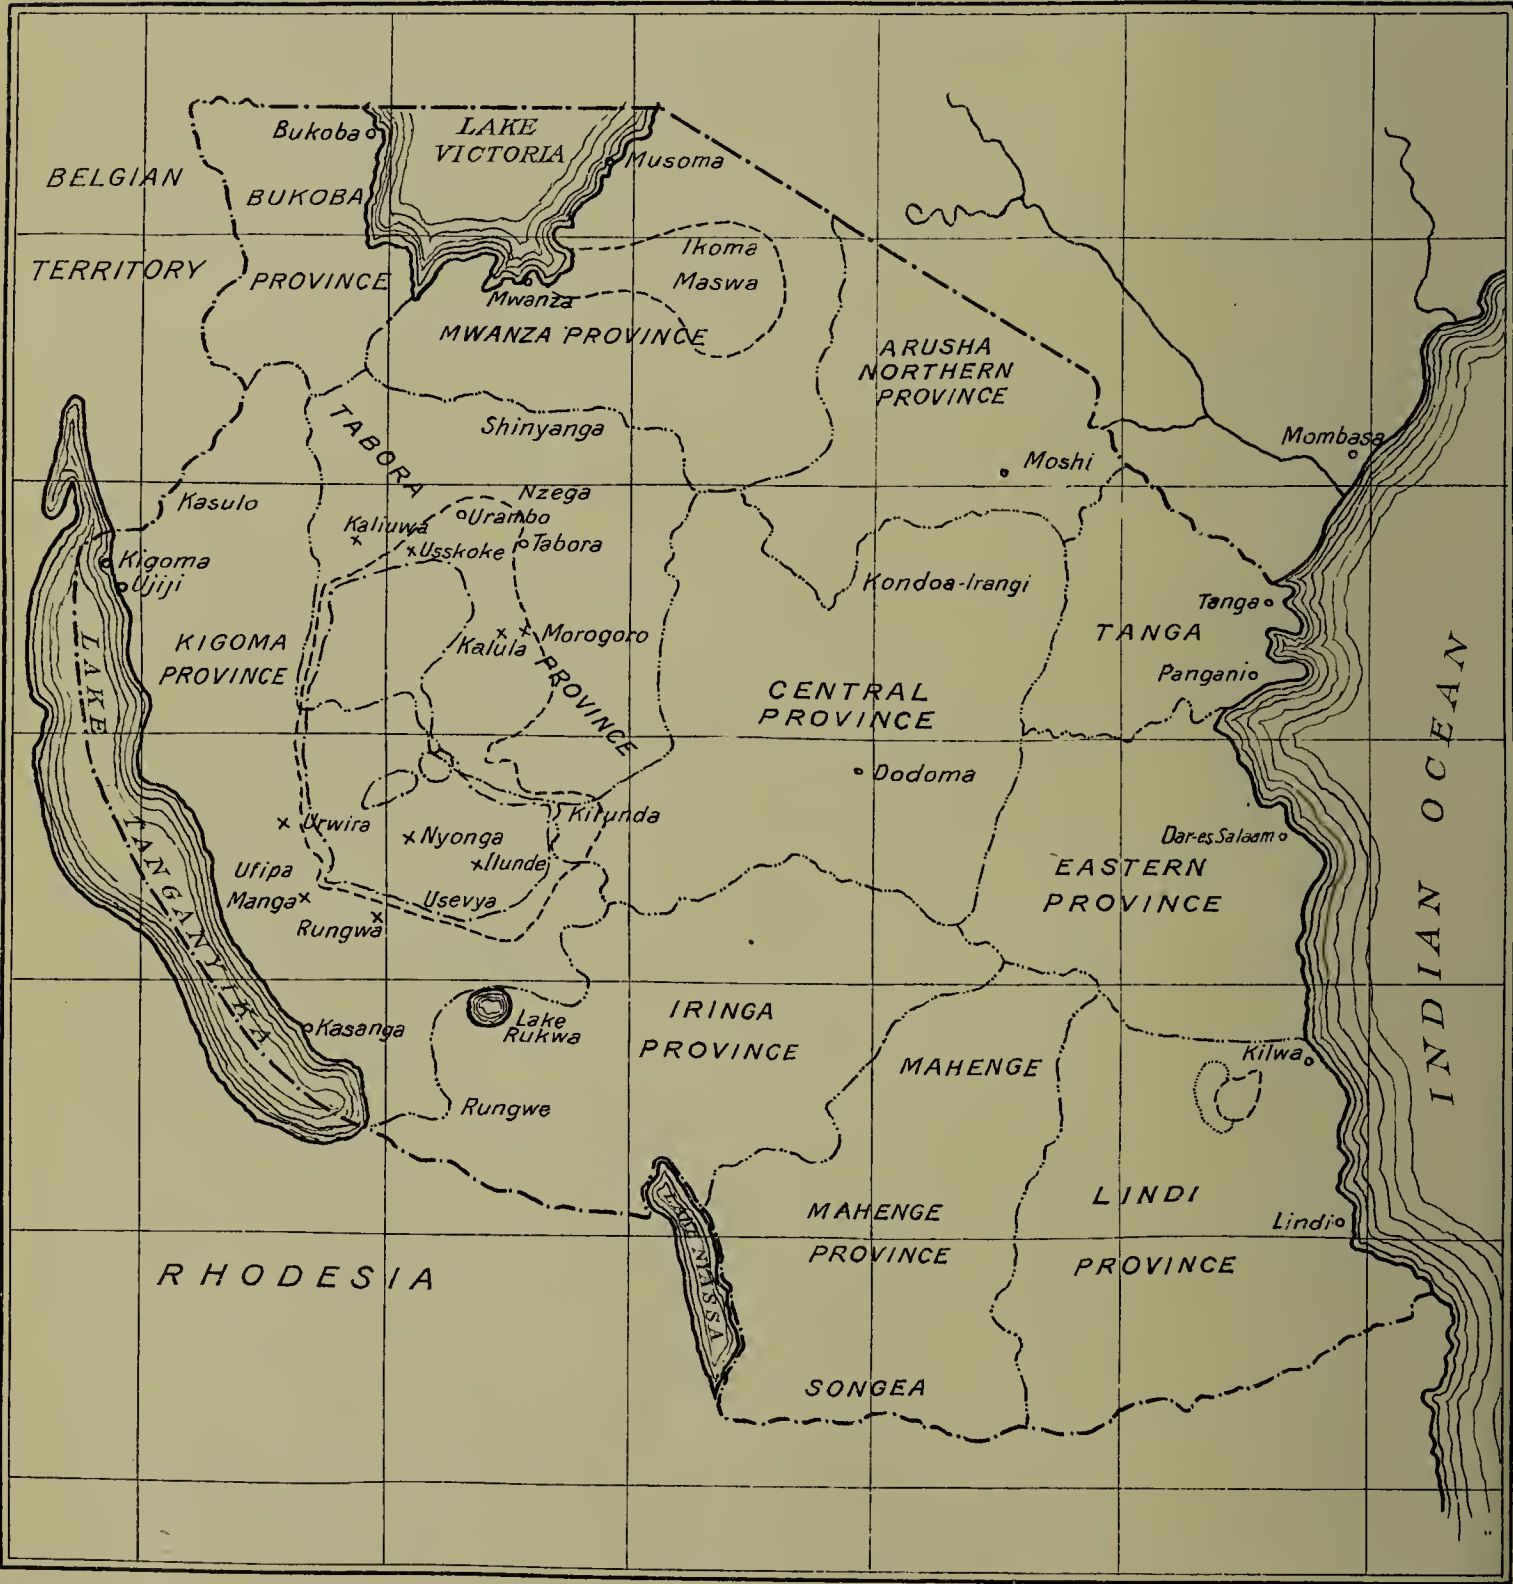 Bukoba
LAKE
VICTORIA
Musoma
BELGIAN
BUKOBA
TERRITORY
PROVINCE
Ikoma
Maswa
Mwanza
MWANZA PROVINCE
ARUSHA
NORTHERN
PROVINCE
TABORA
Shinyanga
Mombasa
Moshi
Kasulo
Nzega
Kaliuwa
Urambo
Usskoke
Tabora
Kigoma
Ujiji
Kondoa-Irangi
Tanga
TANGA
KIGOMA
PROVINCE
Kalula
Morogoro
PROVINCE
Pangani
LAKE
TANGANYIKA
CENTRAL
PROVINCE
Dodoma
INDIAN OCEAN
Urwira
Nyonga
Kitunda
Ilunde
Dar-es Salaam
Ufipa
Manga
Usevya
Rungwa
EASTERN
PROVINCE
Kasanga
Lake
Rukwa
IRINGA
PROVINCE
MAHENGE
Kilwa
Rungwe
LAKE NIASSA
MAHENGE
PROVINCE
LINDI
PROVINCE
Lindi
RHODESIA
SONGEA